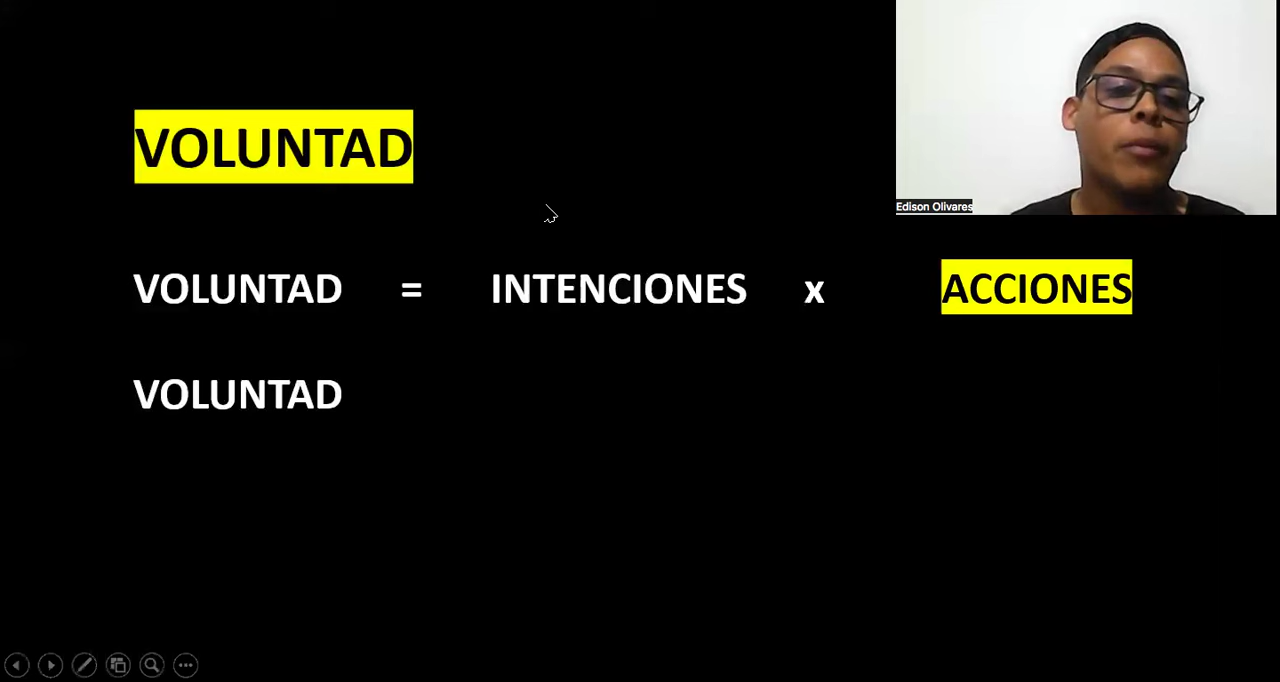 VOLUNTAD
Edison Olivares
VOLUNTAD = INTENCIONES x ACCIONES
VOLUNTAD